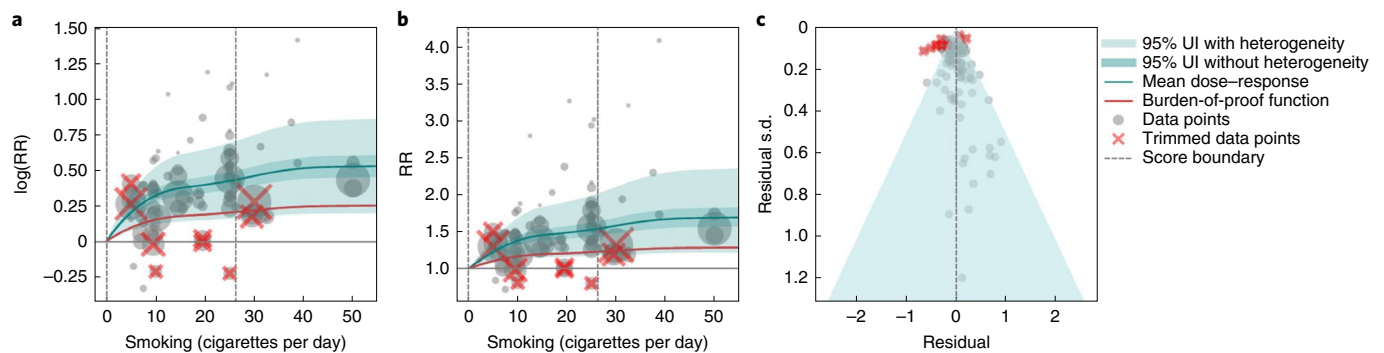 a
1.50
1.25
1.00
0.75
0.50
0.25
0
−0.25
log(RR)
0 10 20 30 40 50
Smoking (cigarettes per day)
b
4.0
3.5
3.0
2.5
2.0
1.5
1.0
RR
0 10 20 30 40 50
Smoking (cigarettes per day)
c
0
0.2
0.4
0.6
0.8
1.0
1.2
Residual s.d.
−2 −1 0 1 2
Residual
95% UI with heterogeneity
95% UI without heterogeneity
Mean dose–response
Burden-of-proof function
Data points
Trimmed data points
Score boundary